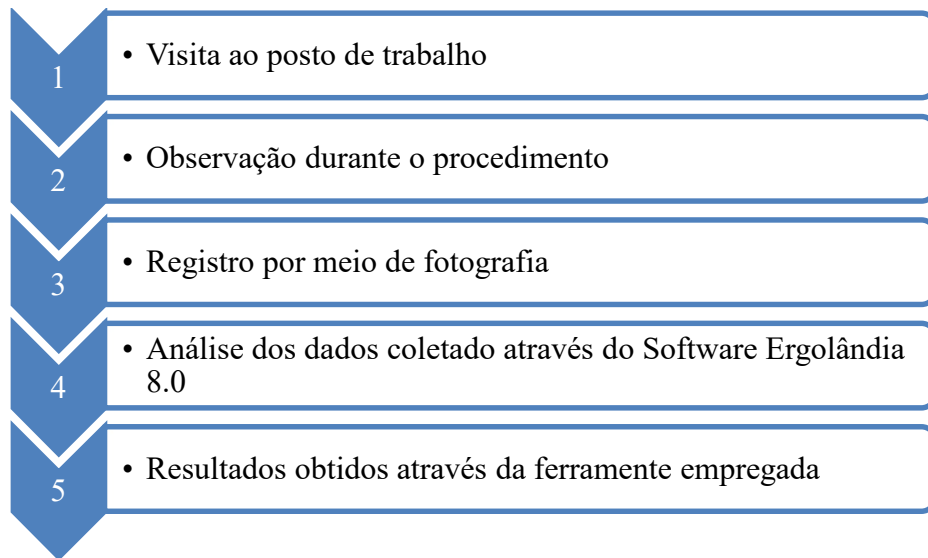 1
• Visita ao posto de trabalho
2
• Observação durante o procedimento
3
• Registro por meio de fotografia
4
• Análise dos dados coletado através do Software Ergolândia
8.0
5
• Resultados obtidos através da ferramente empregada